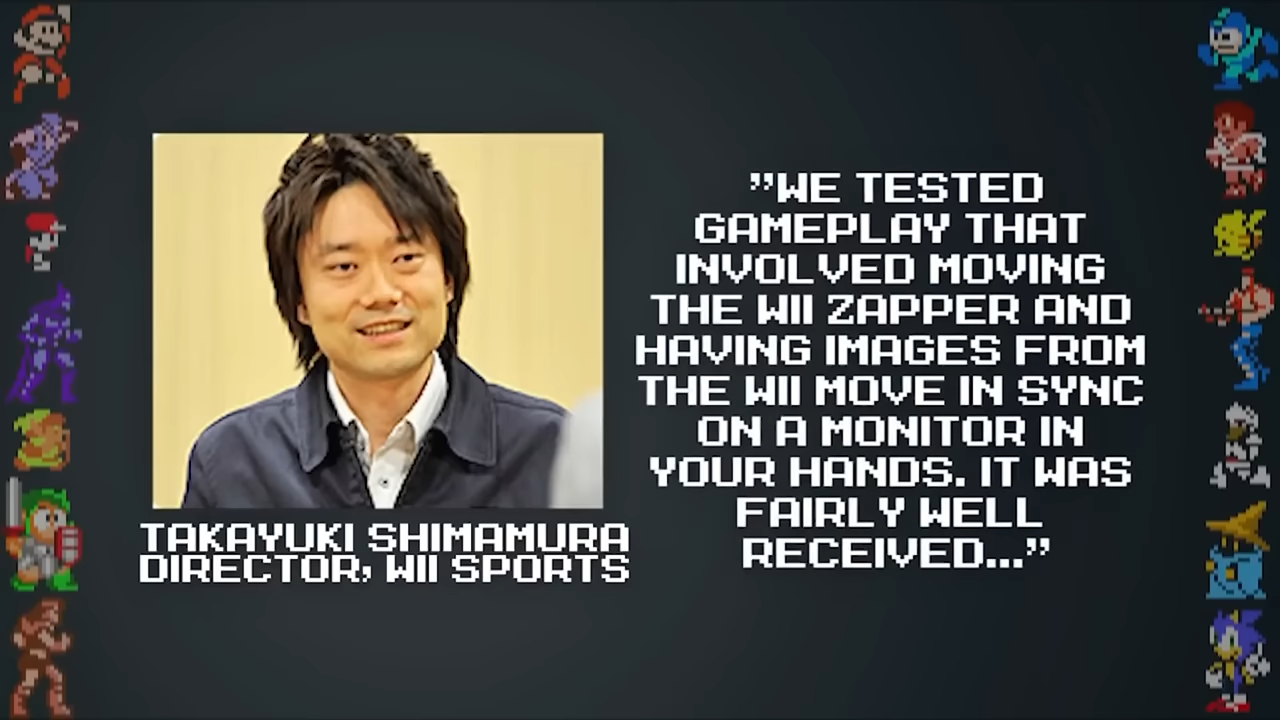 ”WE TESTED
GAMEPLAY THAT
INVOLVED MOVING
THE WII ZAPPER AND
HAVING IMAGES FROM
THE WII MOVE IN SYNC
ON A MONITOR IN
YOUR HANDS. IT WAS
FAIRLY WELL
RECEIVED...”
TAKAYUKI SHIMAMURA
DIRECTOR, WII SPORTS